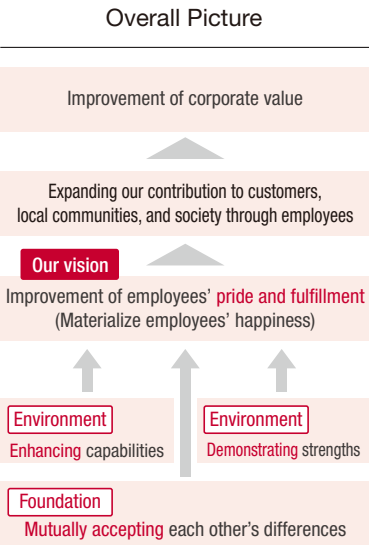 Overall Picture
Improvement of corporate value
Expanding our contribution to customers,
local communities, and society through employees
Our vision
Improvement of employees’ pride and fulfillment
(Materialize employees’ happiness)
Environment
Enhancing capabilities
Environment
Demonstrating strengths
Foundation
Mutually accepting each other’s differences